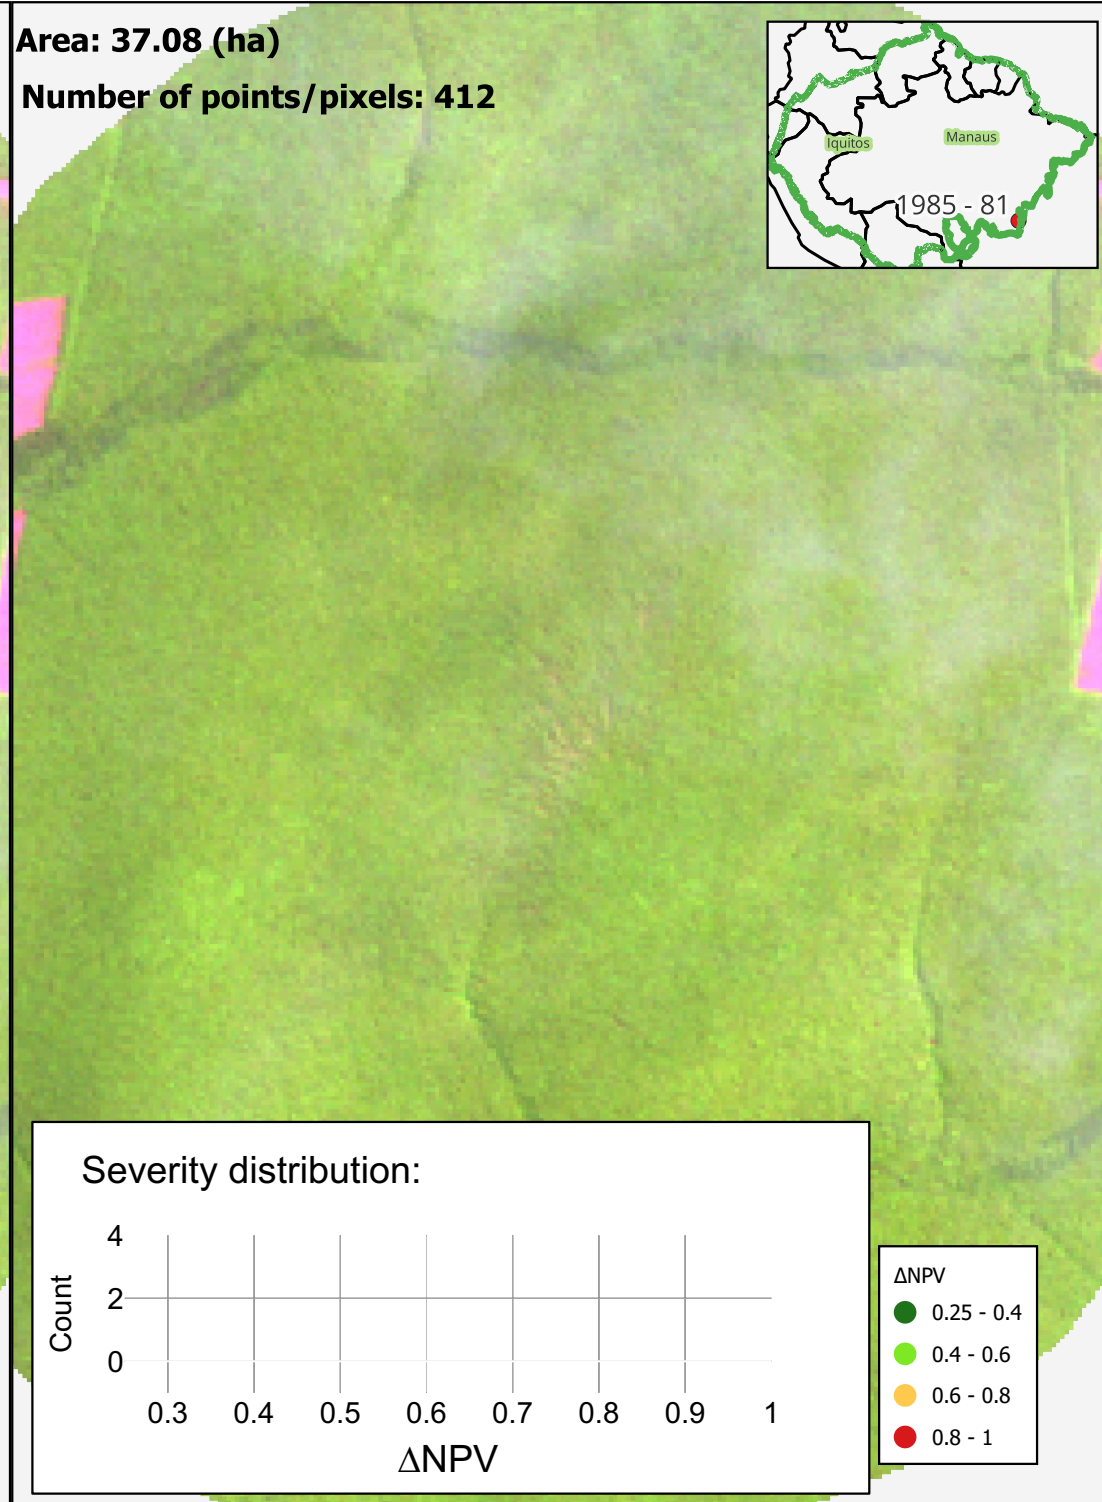 Area: 37.08 (ha)
Number of points/pixels: 412
Iquitos
Manaus
1985 - 81
Severity distribution:
4
2
0
Count
0.3 0.4 0.5 0.6 0.7 0.8 0.9 1
ΔNPV
ΔNPV
0.25 - 0.4
0.4 - 0.6
0.6 - 0.8
0.8 - 1